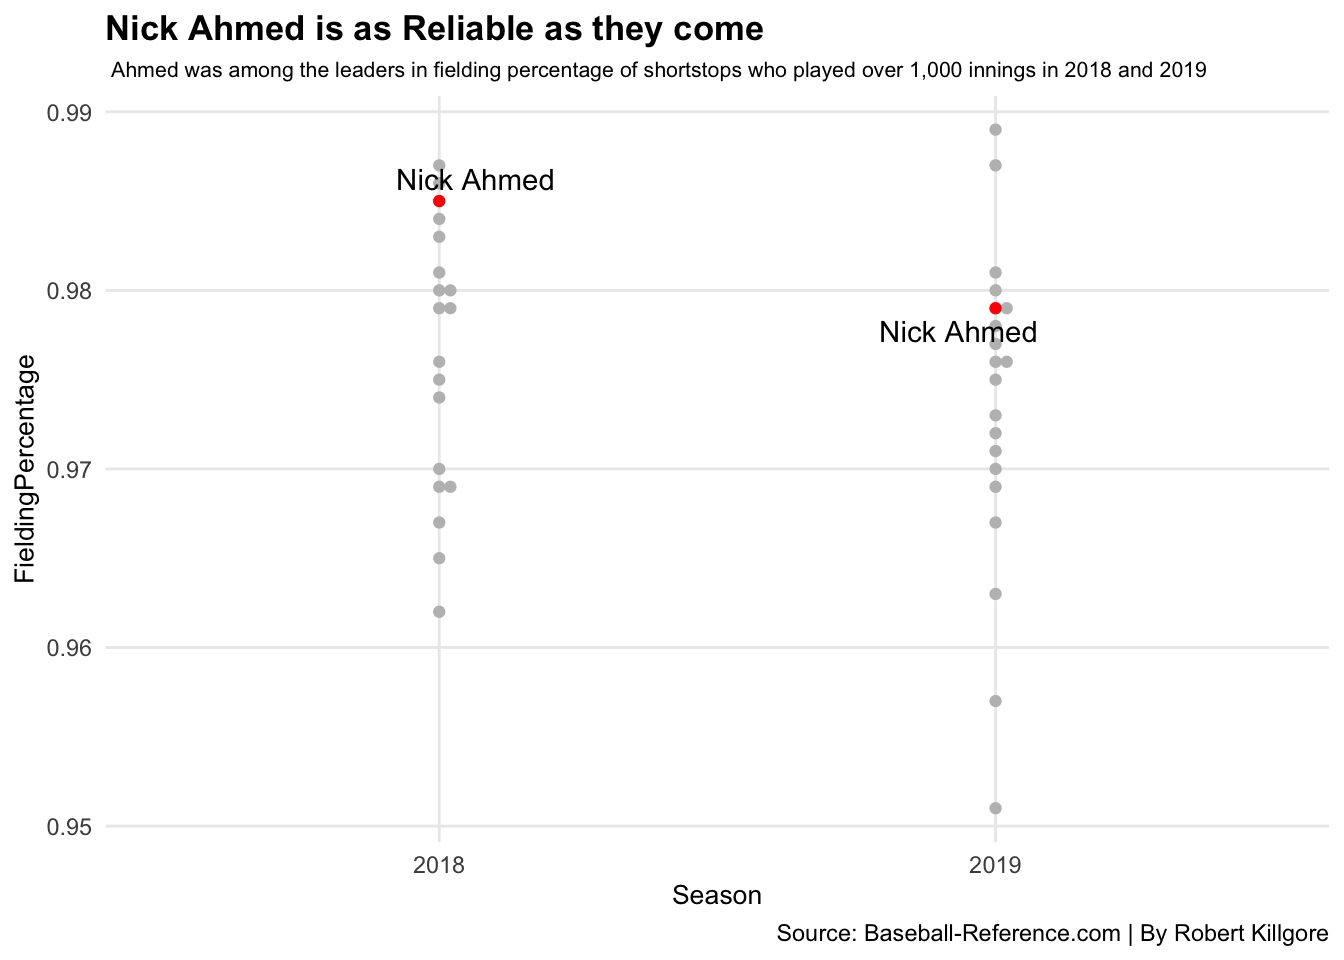 Nick Ahmed is as Reliable as they come
Ahmed was among the leaders in fielding percentage of shortstops who played over 1,000 innings in 2018 and 2019
0.99
Nick Ahmed
0.98
Nick Ahmed
0.97
0.96
0.95
FieldingPercentage
2018
2019
Season
Source: Baseball-Reference.com | By Robert Killgore